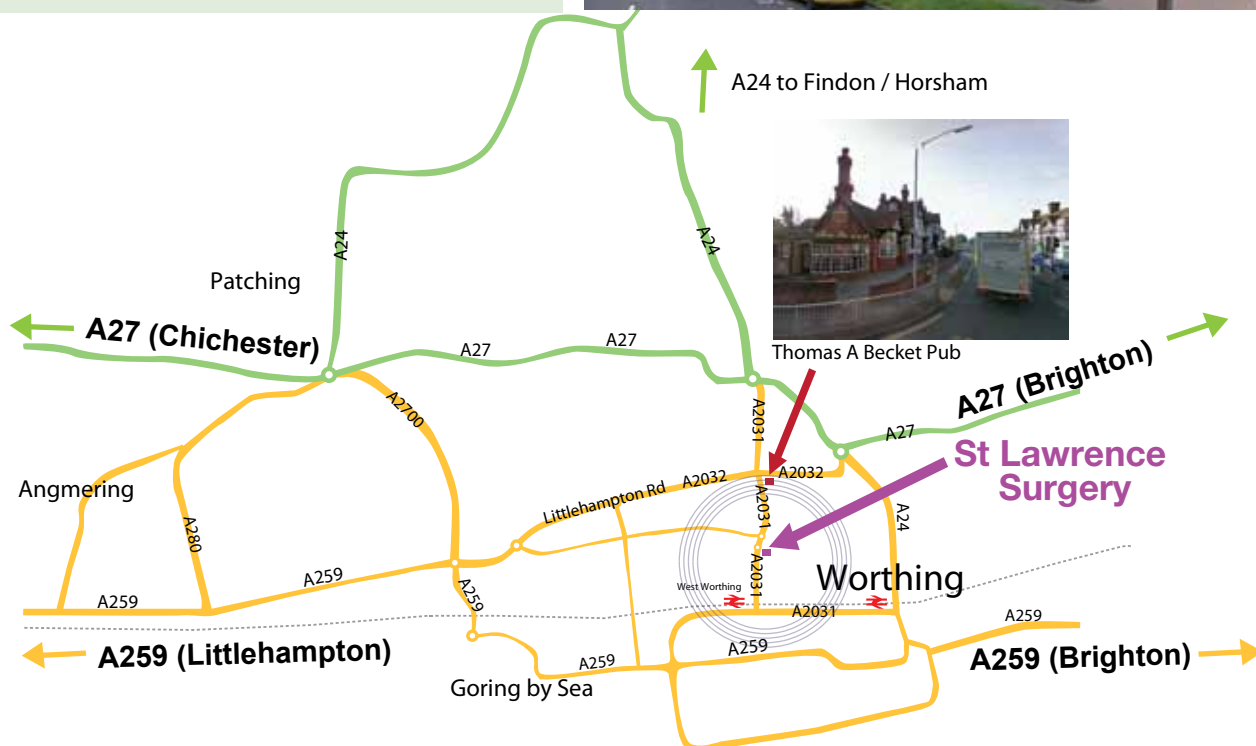 A24 to Findon / Horsham
A24
A24
Patching
A27 (Chichester)
A27
A27
Thomas A Becket Pub
A27 (Brighton)
A2700
A2031
A27
St Lawrence
Surgery
Angmering
Littlehampton Rd
A2032
A2032
A2031
A24
A280
A259
A259
A259
A2031
West Worthing
Worthing
A2031
A259 (Littlehampton)
A259
A259
A259
A259 (Brighton)
Goring by Sea